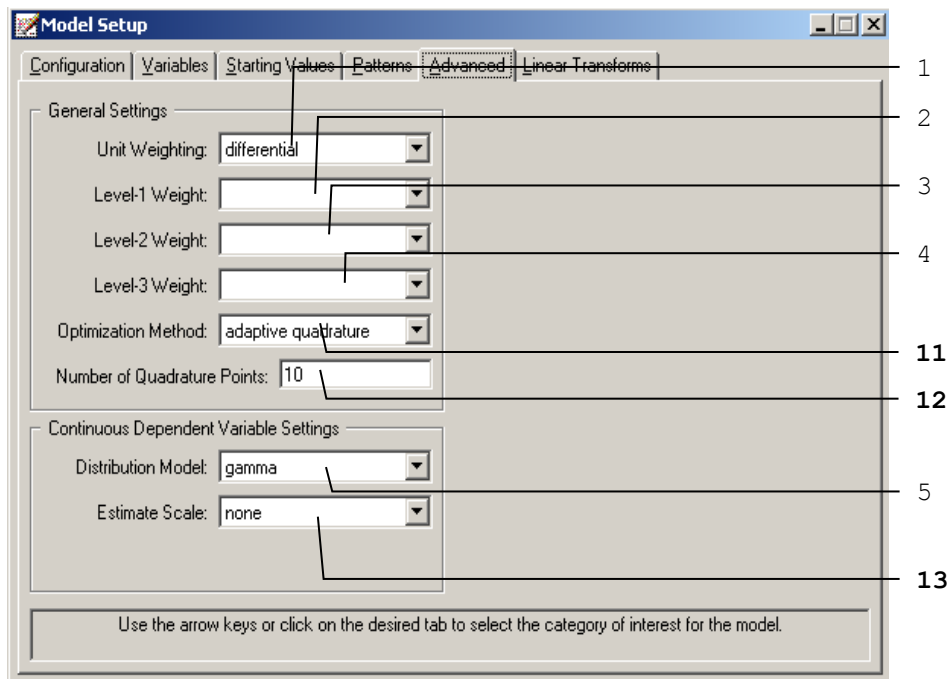 Model Setup
Configuration Variables Starting Values Patterns Advanced Linear Transforms
1
General Settings
2
Unit Weighting: differential
Level-1 Weight:
3
Level-2 Weight:
4
Level-3 Weight:
Optimization Method: adaptive quadrature
11
Number of Quadrature Points: 10
12
Continuous Dependent Variable Settings
Distribution Model: gamma
5
Estimate Scale: none
13
Use the arrow keys or click on the desired tab to select the category of interest for the model.